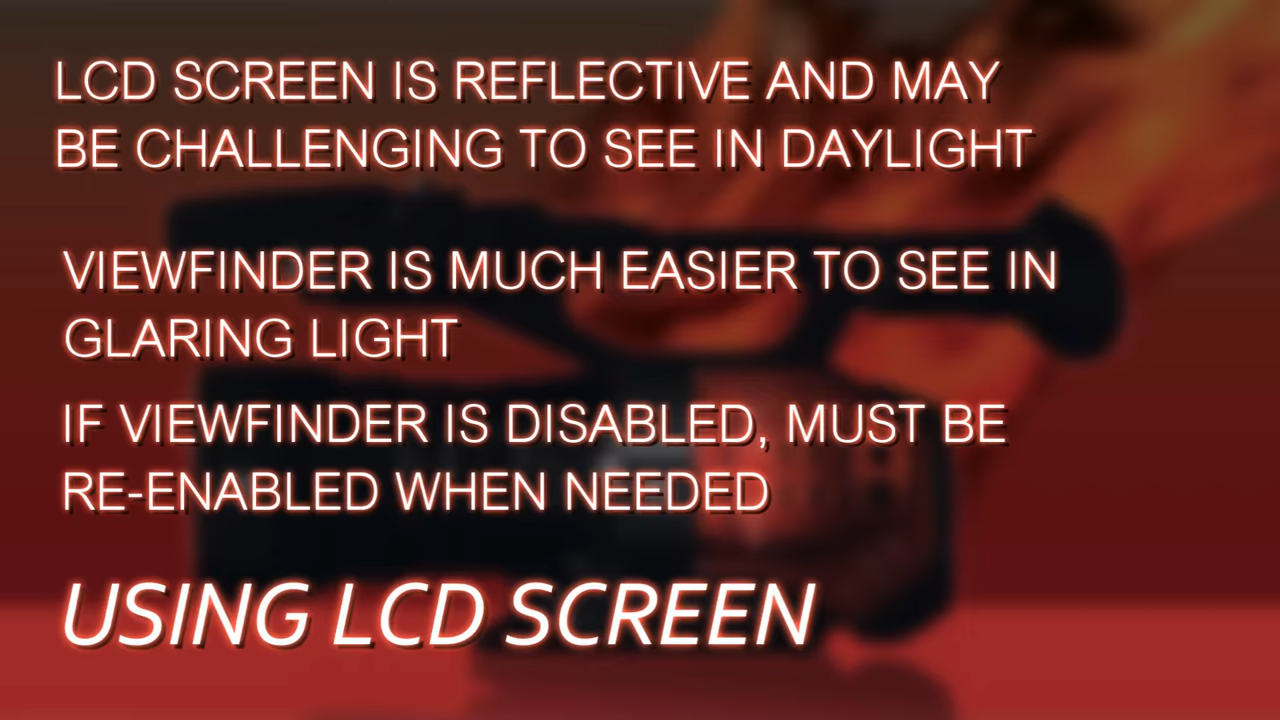 LCD SCREEN IS REFLECTIVE AND MAY
BE CHALLENGING TO SEE IN DAYLIGHT
VIEWFINDER IS MUCH EASIER TO SEE IN
GLARING LIGHT
IF VIEWFINDER IS DISABLED, MUST BE
RE-ENABLED WHEN NEEDED
USING LCD SCREEN